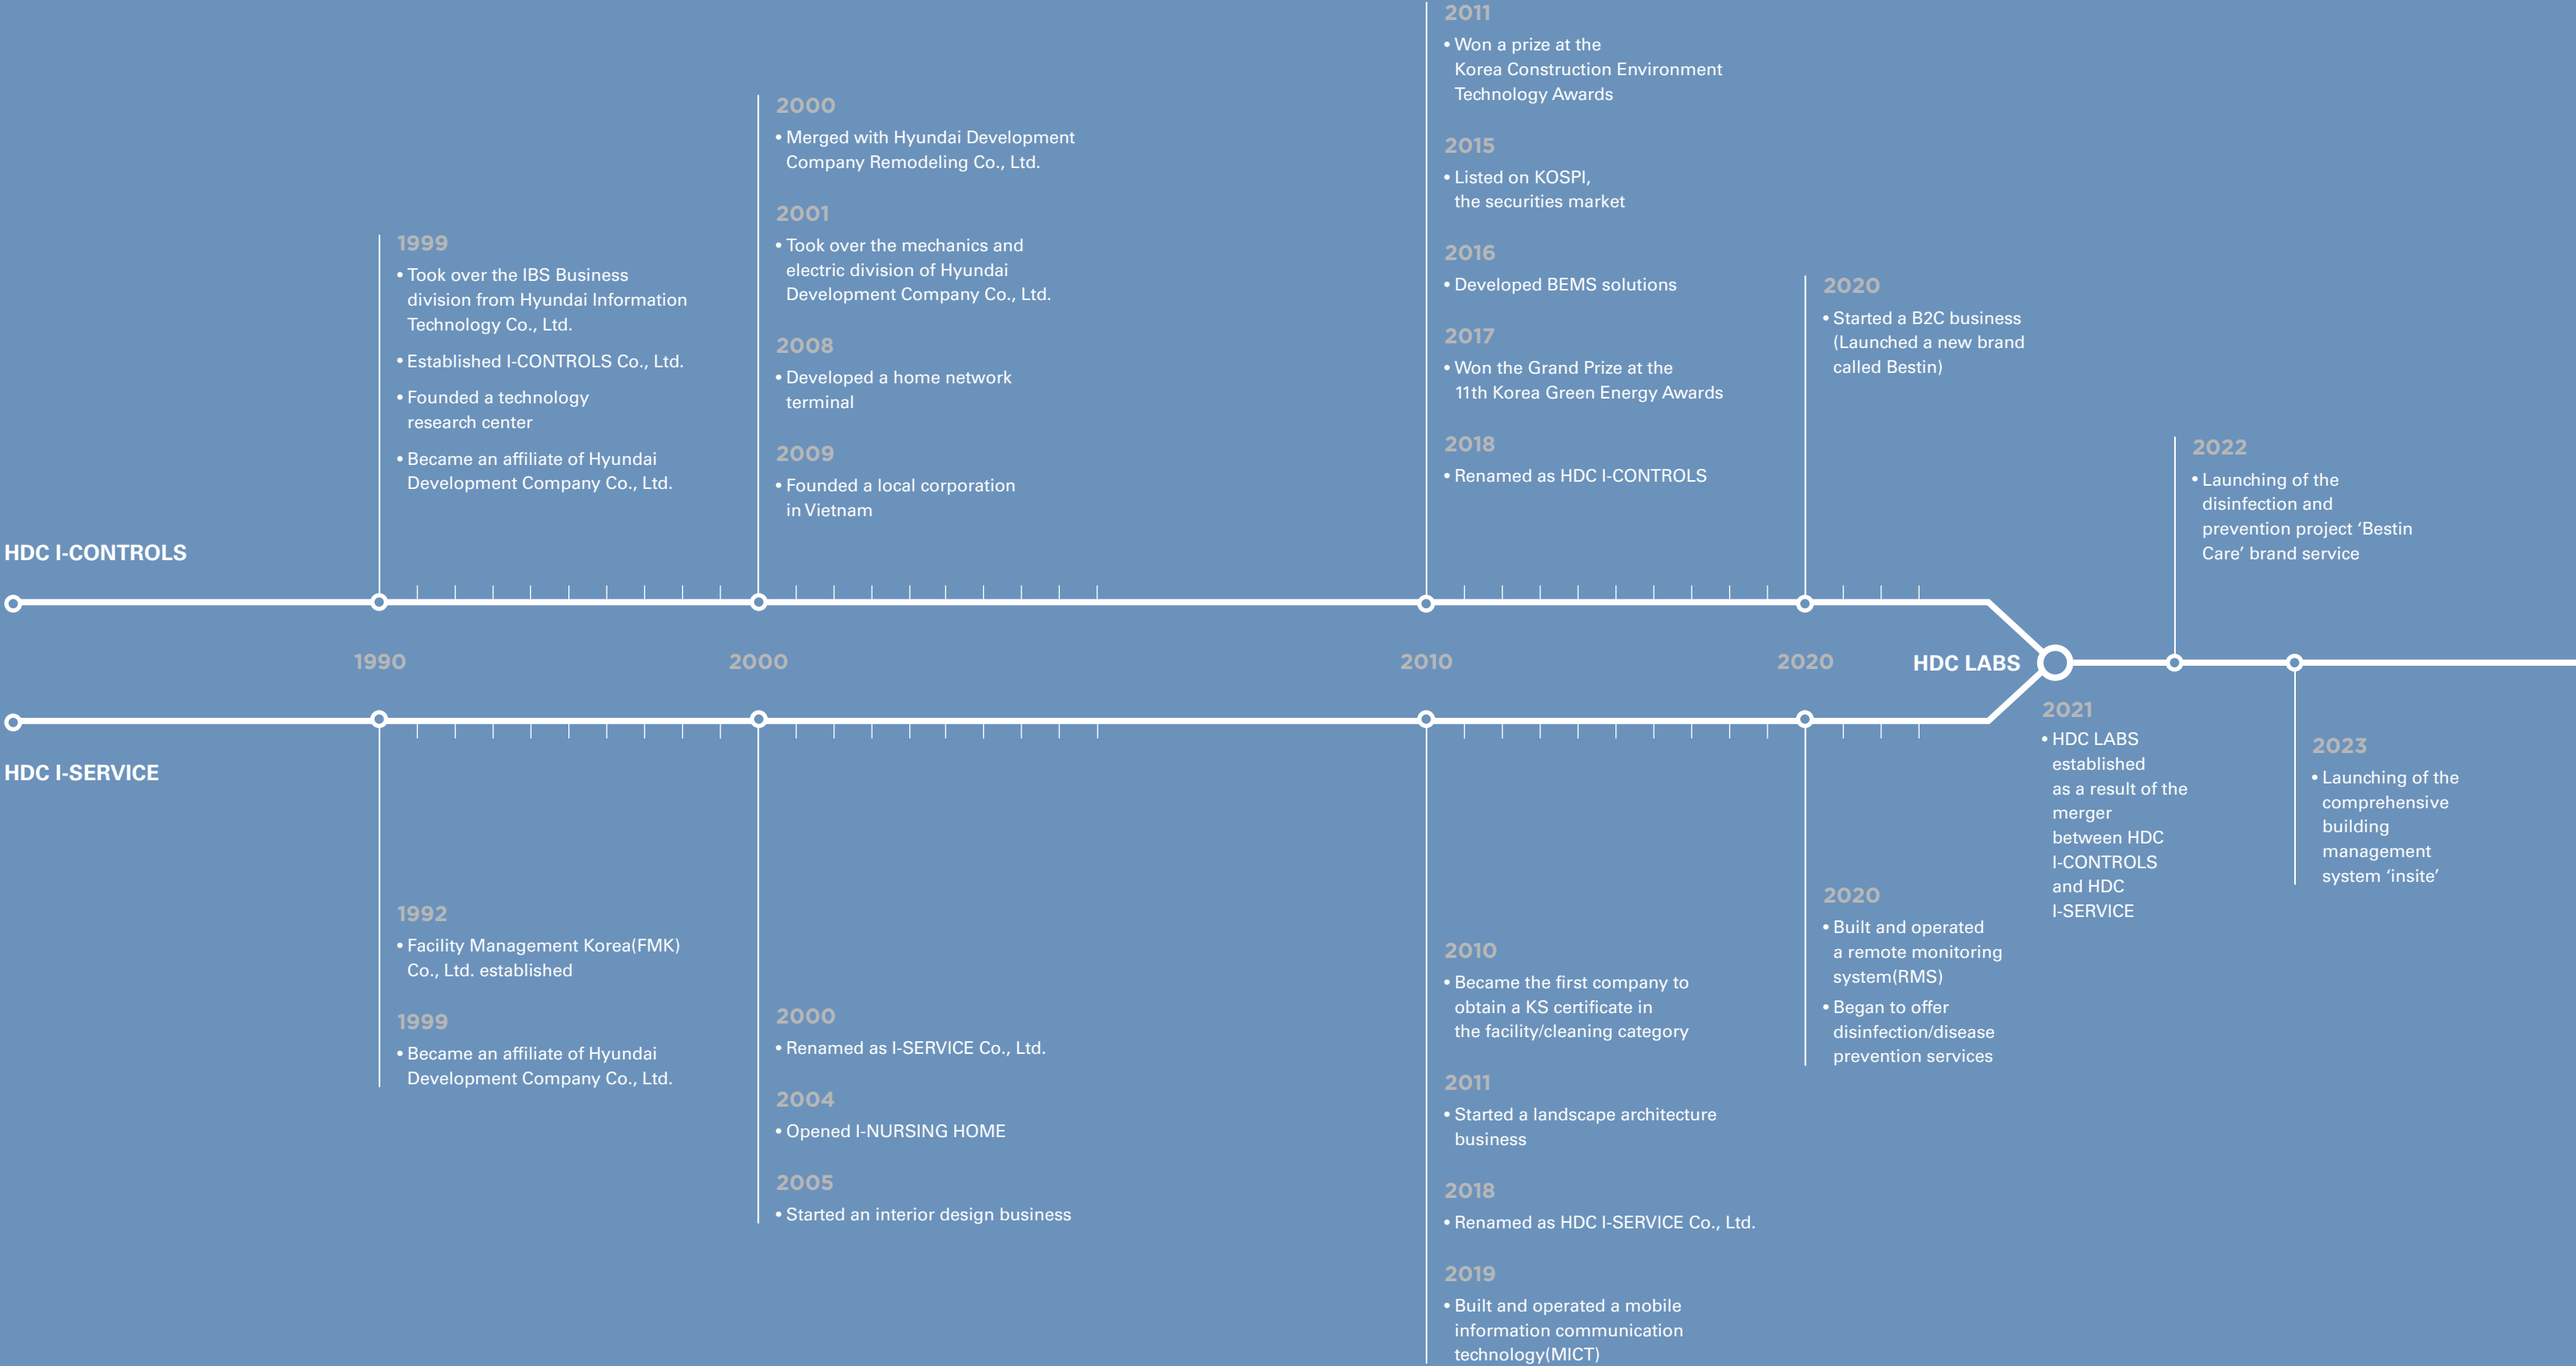 HDC I-CONTROLS
1999
• Took over the IBS Business
division from Hyundai Information
Technology Co., Ltd.
• Established I-CONTROLS Co., Ltd.
• Founded a technology
research center
• Became an affiliate of Hyundai
Development Company Co., Ltd.
2000
• Merged with Hyundai Development
Company Remodeling Co., Ltd.
2001
• Took over the mechanics and
electric division of Hyundai
Development Company Co., Ltd.
2008
• Developed a home network
terminal
2009
• Founded a local corporation
in Vietnam
2011
• Won a prize at the
Korea Construction Environment
Technology Awards
2015
• Listed on KOSPI,
the securities market
2016
• Developed BEMS solutions
2017
• Won the Grand Prize at the
11th Korea Green Energy Awards
2018
• Renamed as HDC I-CONTROLS
2020
• Started a B2C business
(Launched a new brand
called Bestin)
2022
• Launching of the
disinfection and
prevention project ‘Bestin
Care’ brand service
1990
2000
2010
2020
HDC LABS
2021
• HDC LABS
established
as a result of the
merger
between HDC
I-CONTROLS
and HDC
I-SERVICE
2023
• Launching of the
comprehensive
building
management
system ‘insite’
HDC I-SERVICE
1992
• Facility Management Korea(FMK)
Co., Ltd. established
1999
• Became an affiliate of Hyundai
Development Company Co., Ltd.
2000
• Renamed as I-SERVICE Co., Ltd.
2004
• Opened I-NURSING HOME
2005
• Started an interior design business
2010
• Became the first company to
obtain a KS certificate in
the facility/cleaning category
2011
• Started a landscape architecture
business
2018
• Renamed as HDC I-SERVICE Co., Ltd.
2019
• Built and operated a mobile
information communication
technology(MICT)
2020
• Built and operated
a remote monitoring
system(RMS)
• Began to offer
disinfection/disease
prevention services